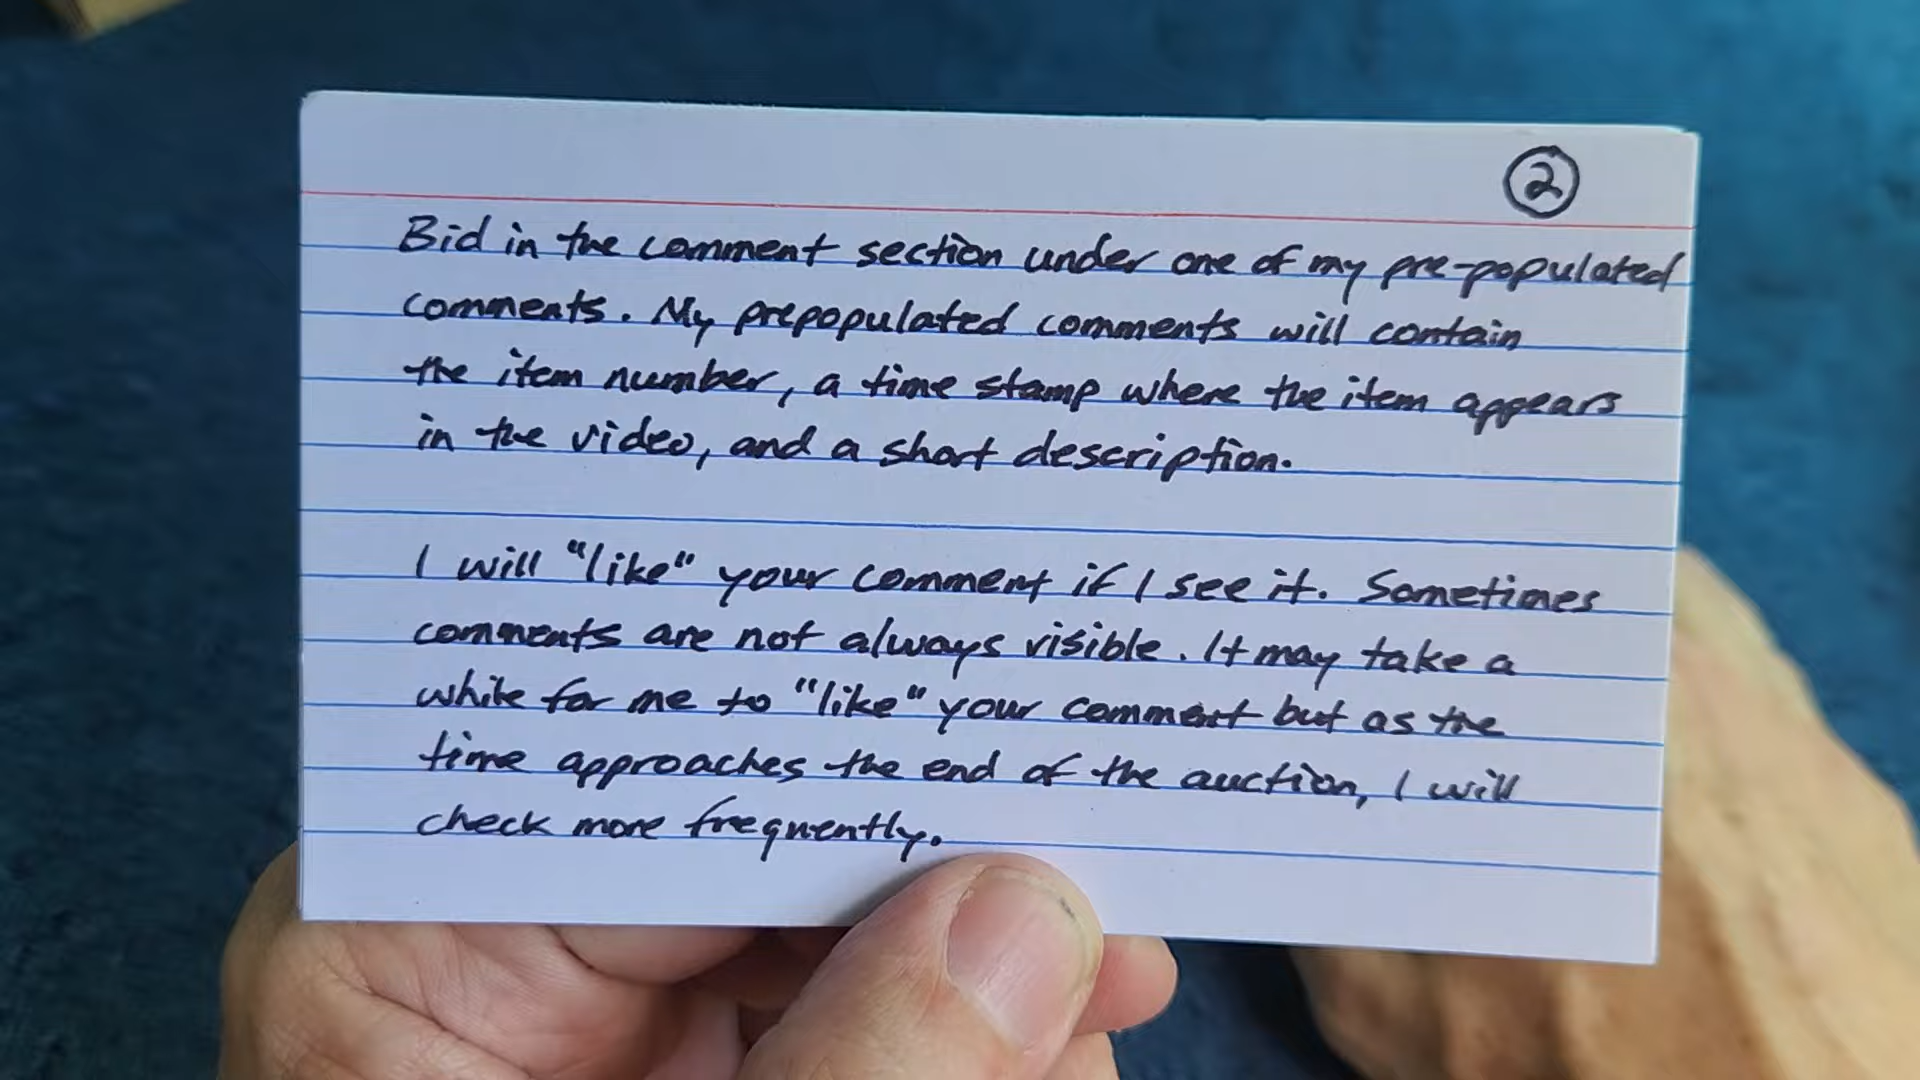 2
Bid in the comment section under one of my pre-populated
comments. My prepopulated comments will contain
the item number, a time stamp where the item appears
in the video, and a short description.
I will "like" your comment if I see it. Sometimes
comments are not always visible. It may take a
while for me to "like" your comment but as the
time approaches the end of the auction, I will
check more frequently.